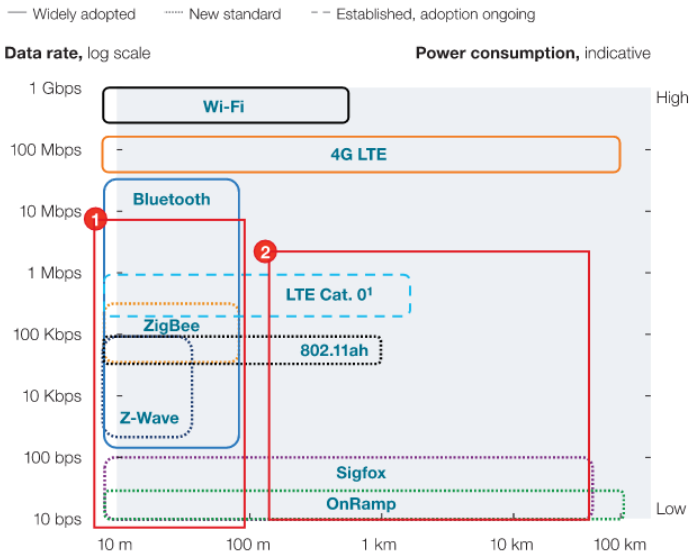 Widely adopted New standard Established, adoption ongoing
Data rate, log scale Power consumption, indicative
1 Gbps High
Wi-Fi
100 Mbps 4G LTE
Bluetooth
10 Mbps
1
2
1 Mbps
LTE Cat. 0¹
ZigBee
100 Kbps
802.11ah
10 Kbps
Z-Wave
100 bps
Sigfox
OnRamp
10 bps Low
10 m 100 m 1 km 10 km 100 km